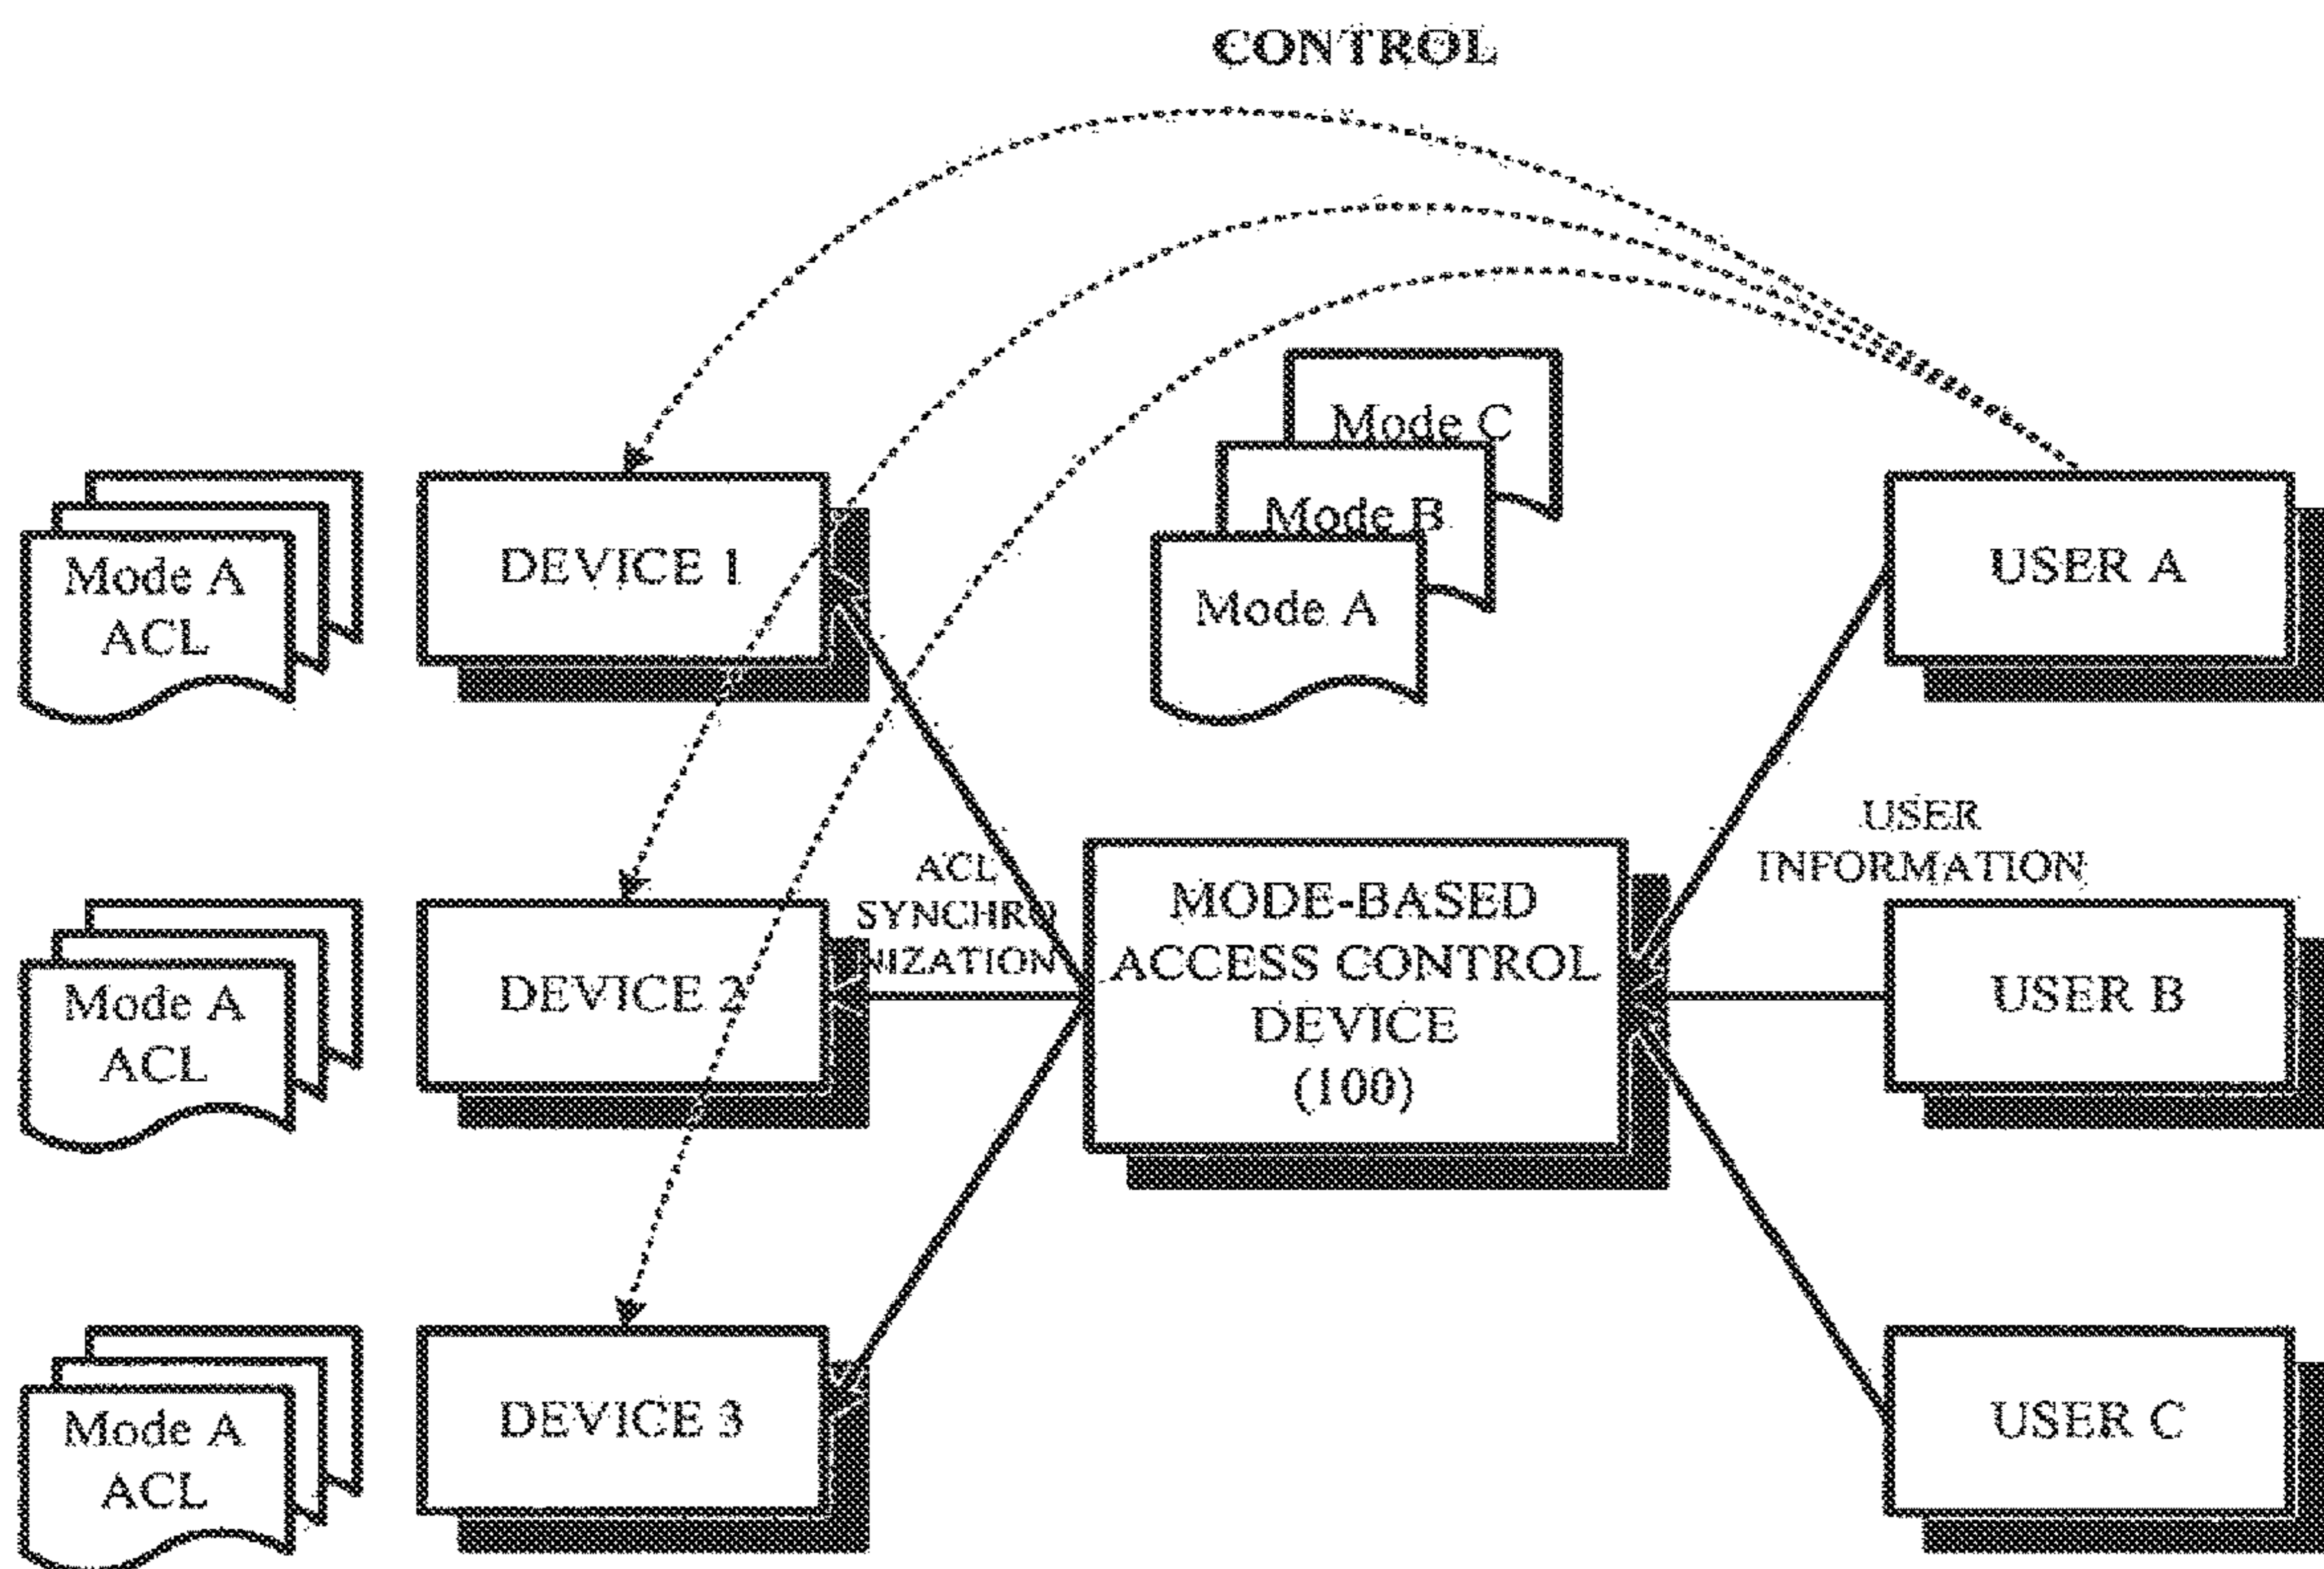 CONTROL
Mode C
Mode B
Mode A
Mode A
ACL
DEVICE 1
USER A
USER
INFORMATION
ACL
SYNCHRO
NIZATION
MODE-BASED
ACCESS CONTROL
DEVICE
(100)
Mode A
ACL
DEVICE 2
USER B
Mode A
ACL
DEVICE 3
USER C